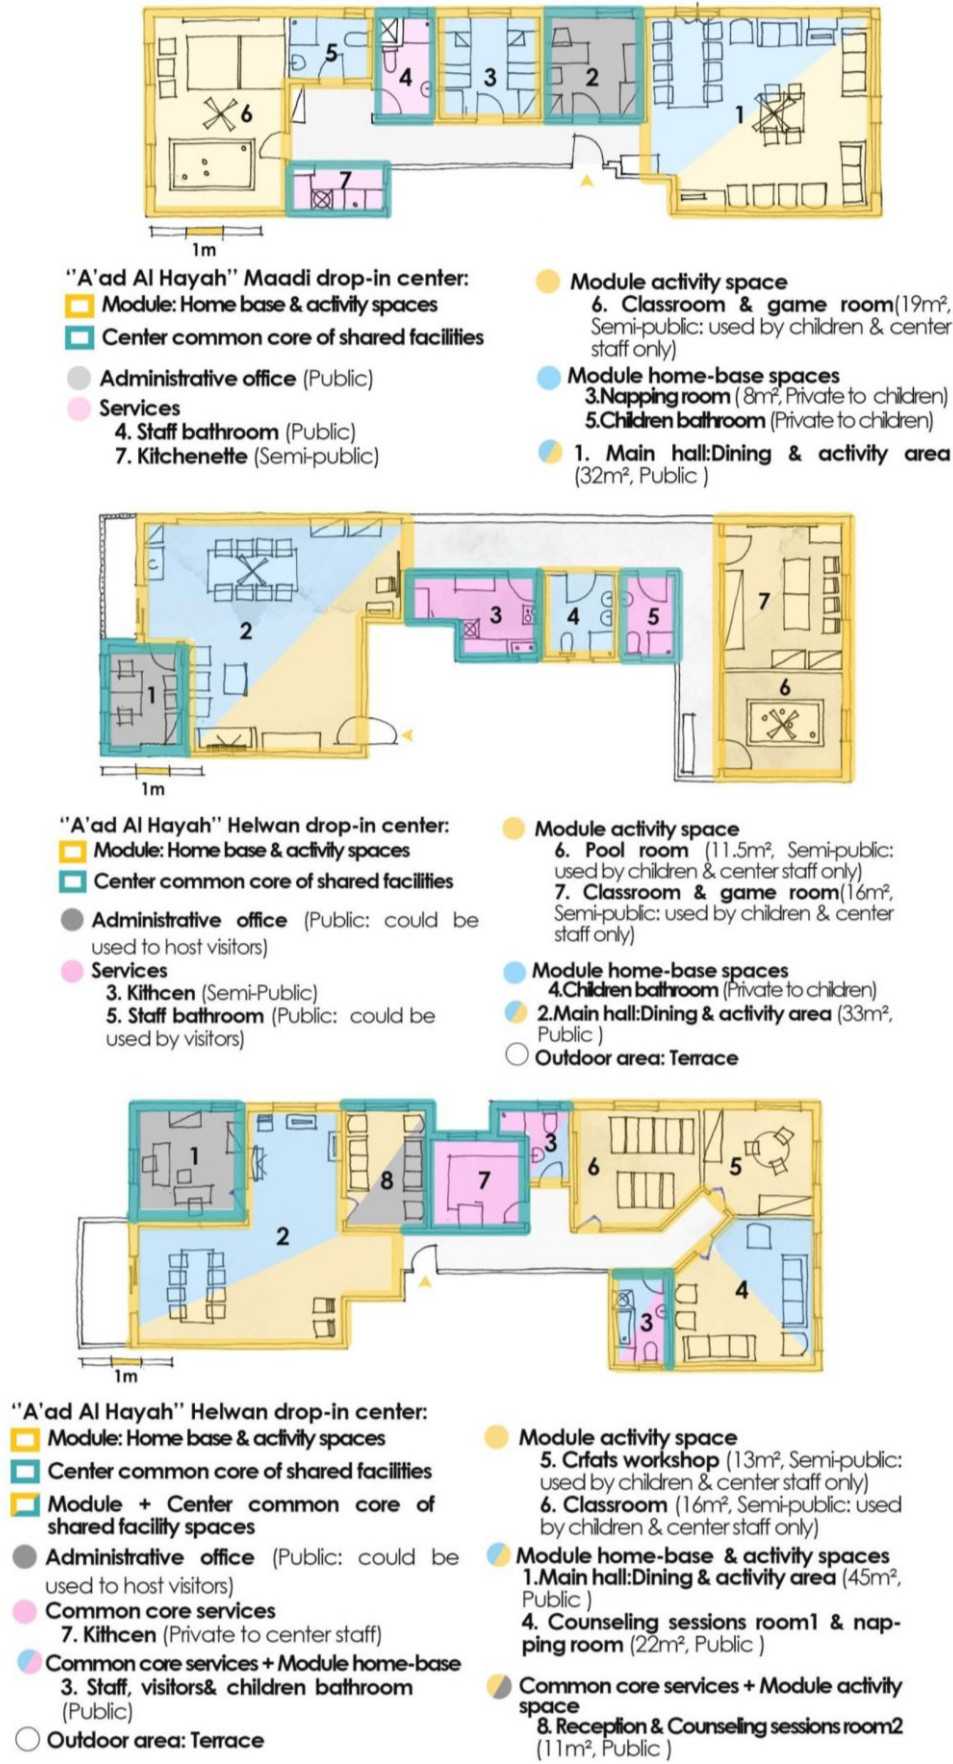 6
5
4
3
2
1
7
1m
‘’A’ad Al Hayah’’ Maadi drop-in center:
Module: Home base & activity spaces
Center common core of shared facilities
Administrative office (Public)
Services
4. Staff bathroom (Public)
7. Kitchenette (Semi-public)
Module activity space
6. Classroom & game room(19m²,
Semi-public: used by children & center
staff only)
Module home-base spaces
3.Napping room ( 8m², Private to children)
5.Children bathroom (Private to children)
1. Main hall:Dining & activity area
(32m², Public )
2
1
3
4
5
7
6
1m
‘’A’ad Al Hayah’’ Helwan drop-in center:
Module: Home base & activity spaces
Center common core of shared facilities
Administrative office (Public: could be
used to host visitors)
Services
3. Kithcen (Semi-Public)
5. Staff bathroom (Public: could be
used by visitors)
Module activity space
6. Pool room (11.5m², Semi-public:
used by children & center staff only)
7. Classroom & game room(16m²,
Semi-public: used by children & center
staff only)
Module home-base spaces
4.Children bathroom (Private to children)
2.Main hall:Dining & activity area (33m²,
Public )
Outdoor area: Terrace
1
2
8
7
3
6
5
4
3
1m
‘’A’ad Al Hayah’’ Helwan drop-in center:
Module: Home base & activity spaces
Center common core of shared facilities
Module + Center common core of
shared facility spaces
Administrative office (Public: could be
used to host visitors)
Common core services
7. Kithcen (Private to center staff)
Common core services + Module home-base
3. Staff, visitors& children bathroom
(Public)
Outdoor area: Terrace
Module activity space
5. Crfats workshop (13m², Semi-public:
used by children & center staff only)
6. Classroom (16m², Semi-public: used
by children & center staff only)
Module home-base & activity spaces
1.Main hall:Dining & activity area (45m²,
Public )
4. Counseling sessions room1 & nap-
ping room (22m², Public )
Common core services + Module activity
space
8. Reception & Counseling sessions room2
(11m², Public )